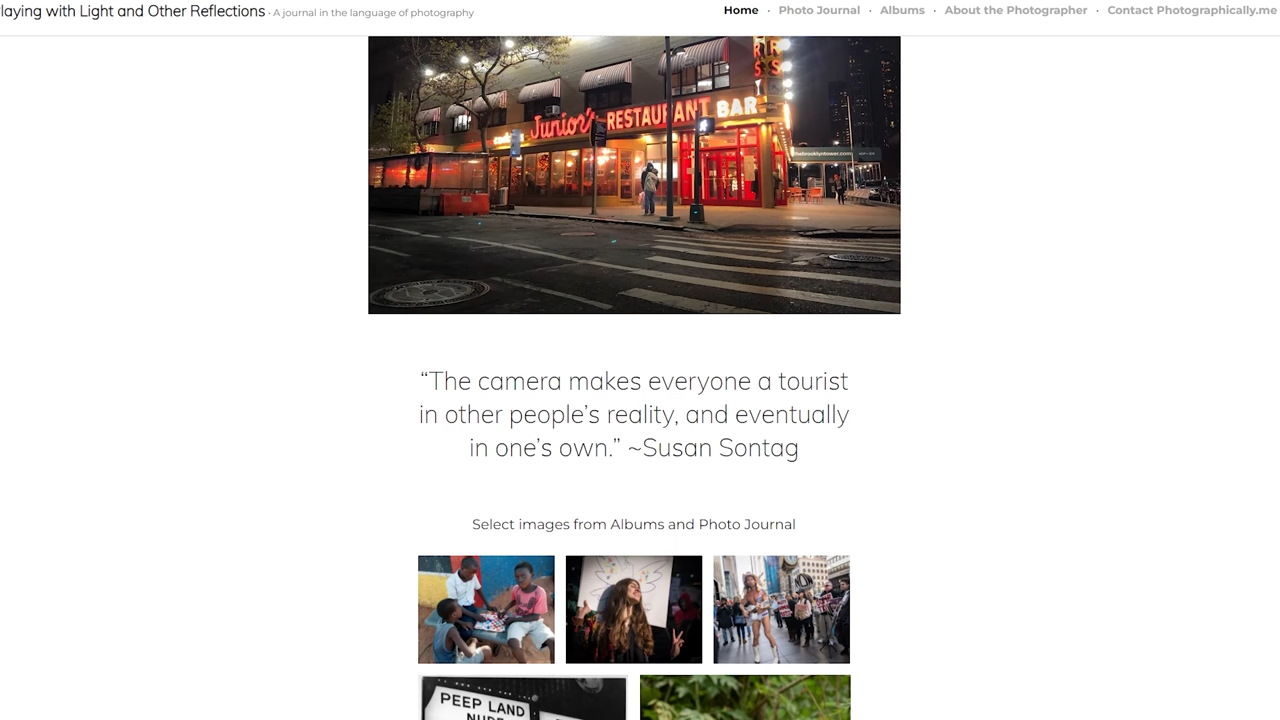 laying with Light and Other Reflections · A journal in the language of photography
Home · Photo Journal · Albums · About the Photographer · Contact Photographically.me
Junior's RESTAURANT BAR
thebrooklyntower.com
“The camera makes everyone a tourist
in other people’s reality, and eventually
in one’s own.” ~Susan Sontag
Select images from Albums and Photo Journal
PEEP LAND